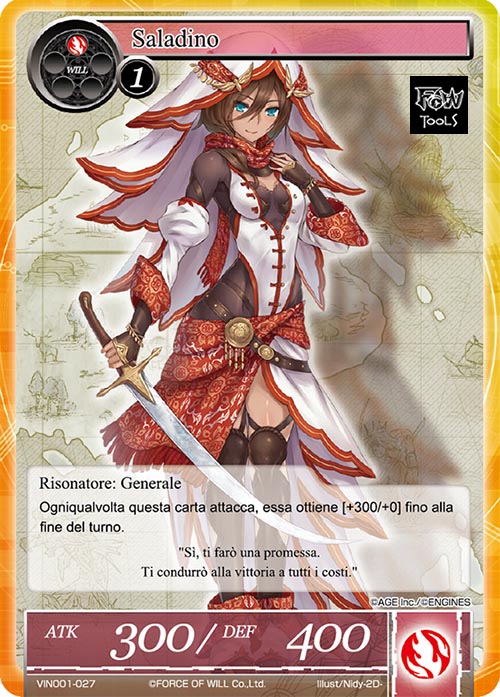 Saladino
WILL
1
FOW
TOOLS
Risonatore: Generale
Ogniqualvolta questa carta attacca, essa ottiene [+300/+0] fino alla
fine del turno.
"Sì, ti farò una promessa.
Ti condurrò alla vittoria a tutti i costi."
©AGE Inc./©ENGINES
ATK 300/ DEF 400
VIN001-027 ©FORCE OF WILL Co.,Ltd. Illust/Nidy-2D-